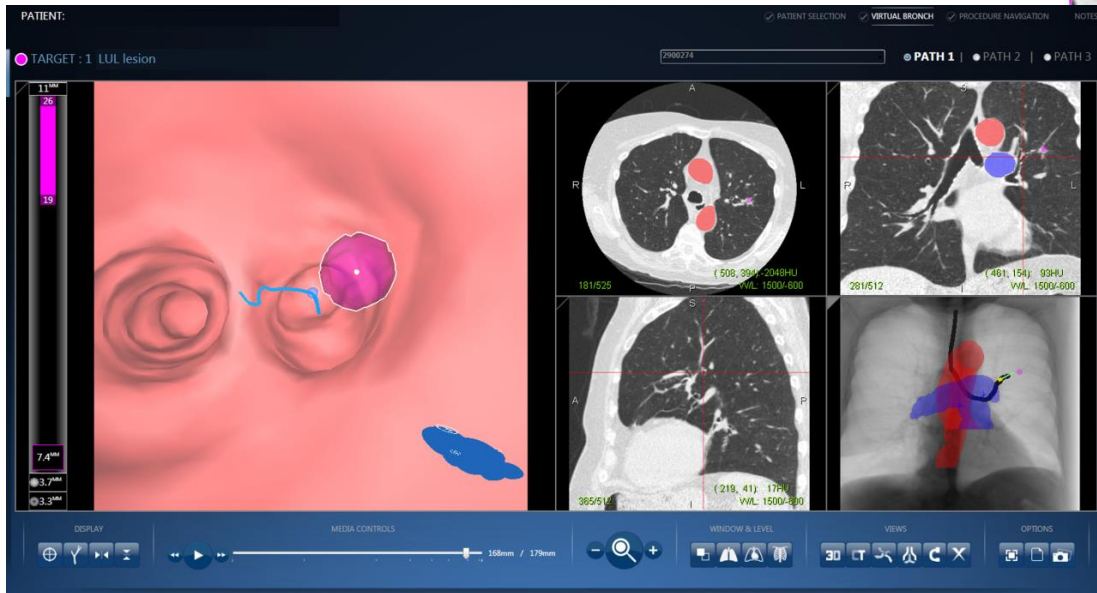 PATIENT:
PATIENT SELECTION VIRTUAL BRONCH PROCEDURE NAVIGATION NOTES
TARGET : 1 LUL lesion
2900274
PATH 1 | PATH 2 | PATH 3
11MM
26
19
7.4MM
3.7MM
3.3MM
A
R
L
( 508, 394) -2048HU
181/525
P
W/L: 1500/-600
S
P
L
( 461, 154): 93HU
281/512
I
W/L: 1500/-600
S
A
P
( 219, 41): 17HU
365/512
I
W/L: 1500/-600
DISPLAY
MEDIA CONTROLS
168mm / 179mm
WINDOW & LEVEL
VIEWS
3D CT
OPTIONS